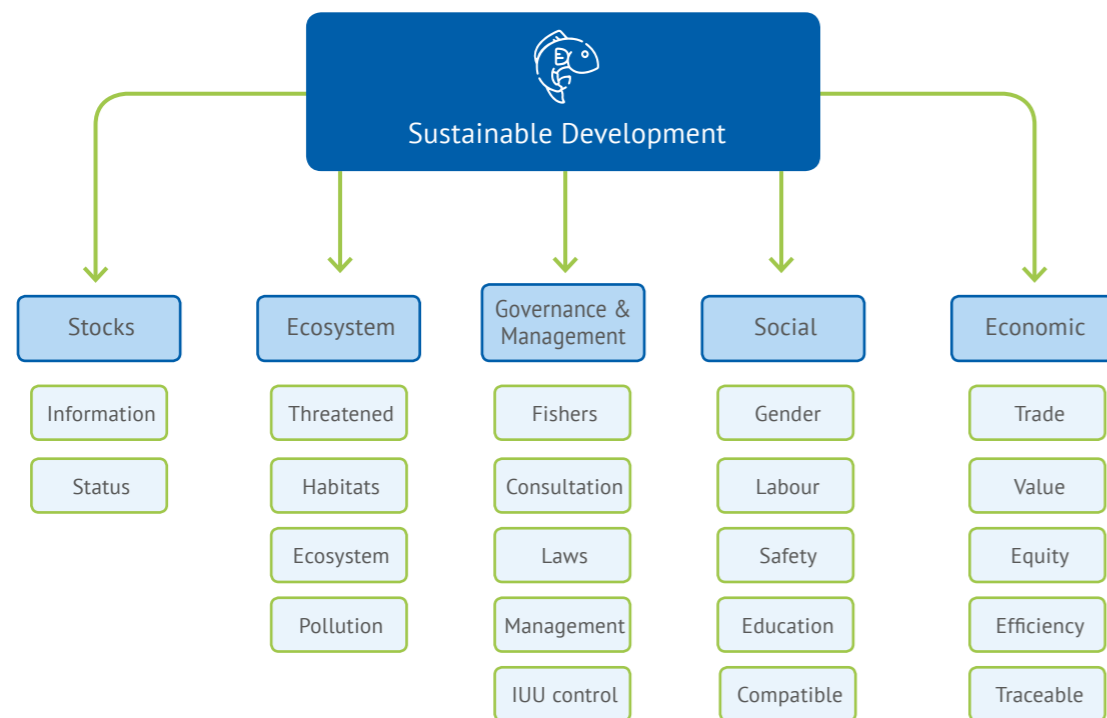 Sustainable Development
Stocks
Ecosystem
Governance &
Management
Social
Economic
Information
Threatened
Fishers
Gender
Trade
Status
Habitats
Consultation
Labour
Value
Ecosystem
Laws
Safety
Equity
Pollution
Management
Education
Efficiency
IUU control
Compatible
Traceable